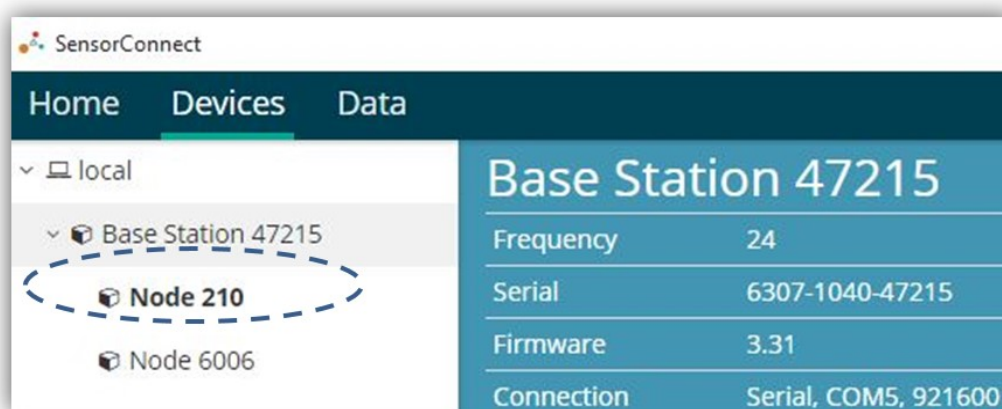 SensorConnect
Home Devices Data
local
Base Station 47215
Node 210
Node 6006
Base Station 47215
Frequency 24
Serial 6307-1040-47215
Firmware 3.31
Connection Serial, COM5, 921600